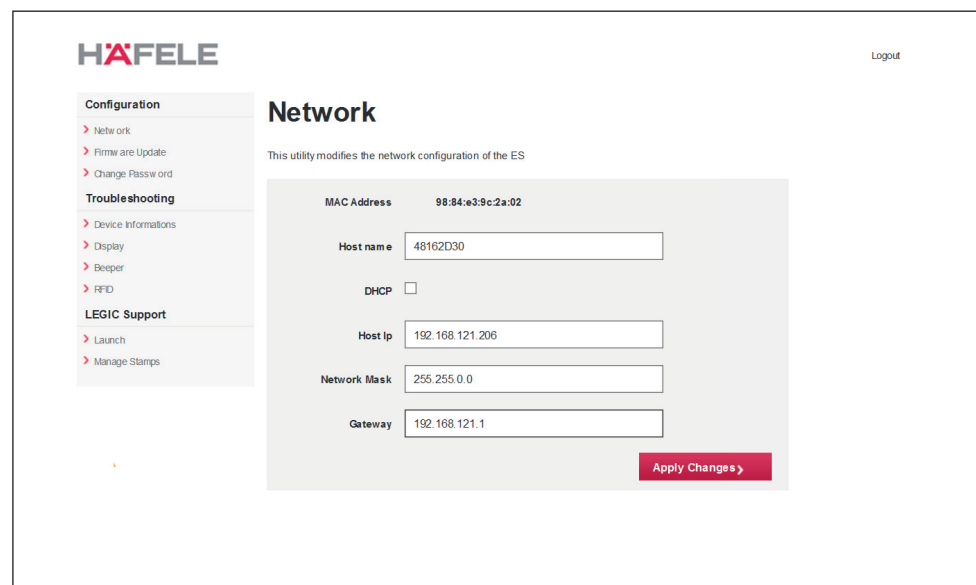 HÄFELE
Logout
Configuration
Network
Firmware Update
Change Password
Troubleshooting
Device Informations
Display
Beeper
RFID
LEGIC Support
Launch
Manage Stamps
Network
This utility modifies the network configuration of the ES
MAC Address 98:84:e3:9c:2a:02
Host name 48162D30
DHCP
Host Ip 192.168.121.206
Network Mask 255.255.0.0
Gateway 192.168.121.1
Apply Changes